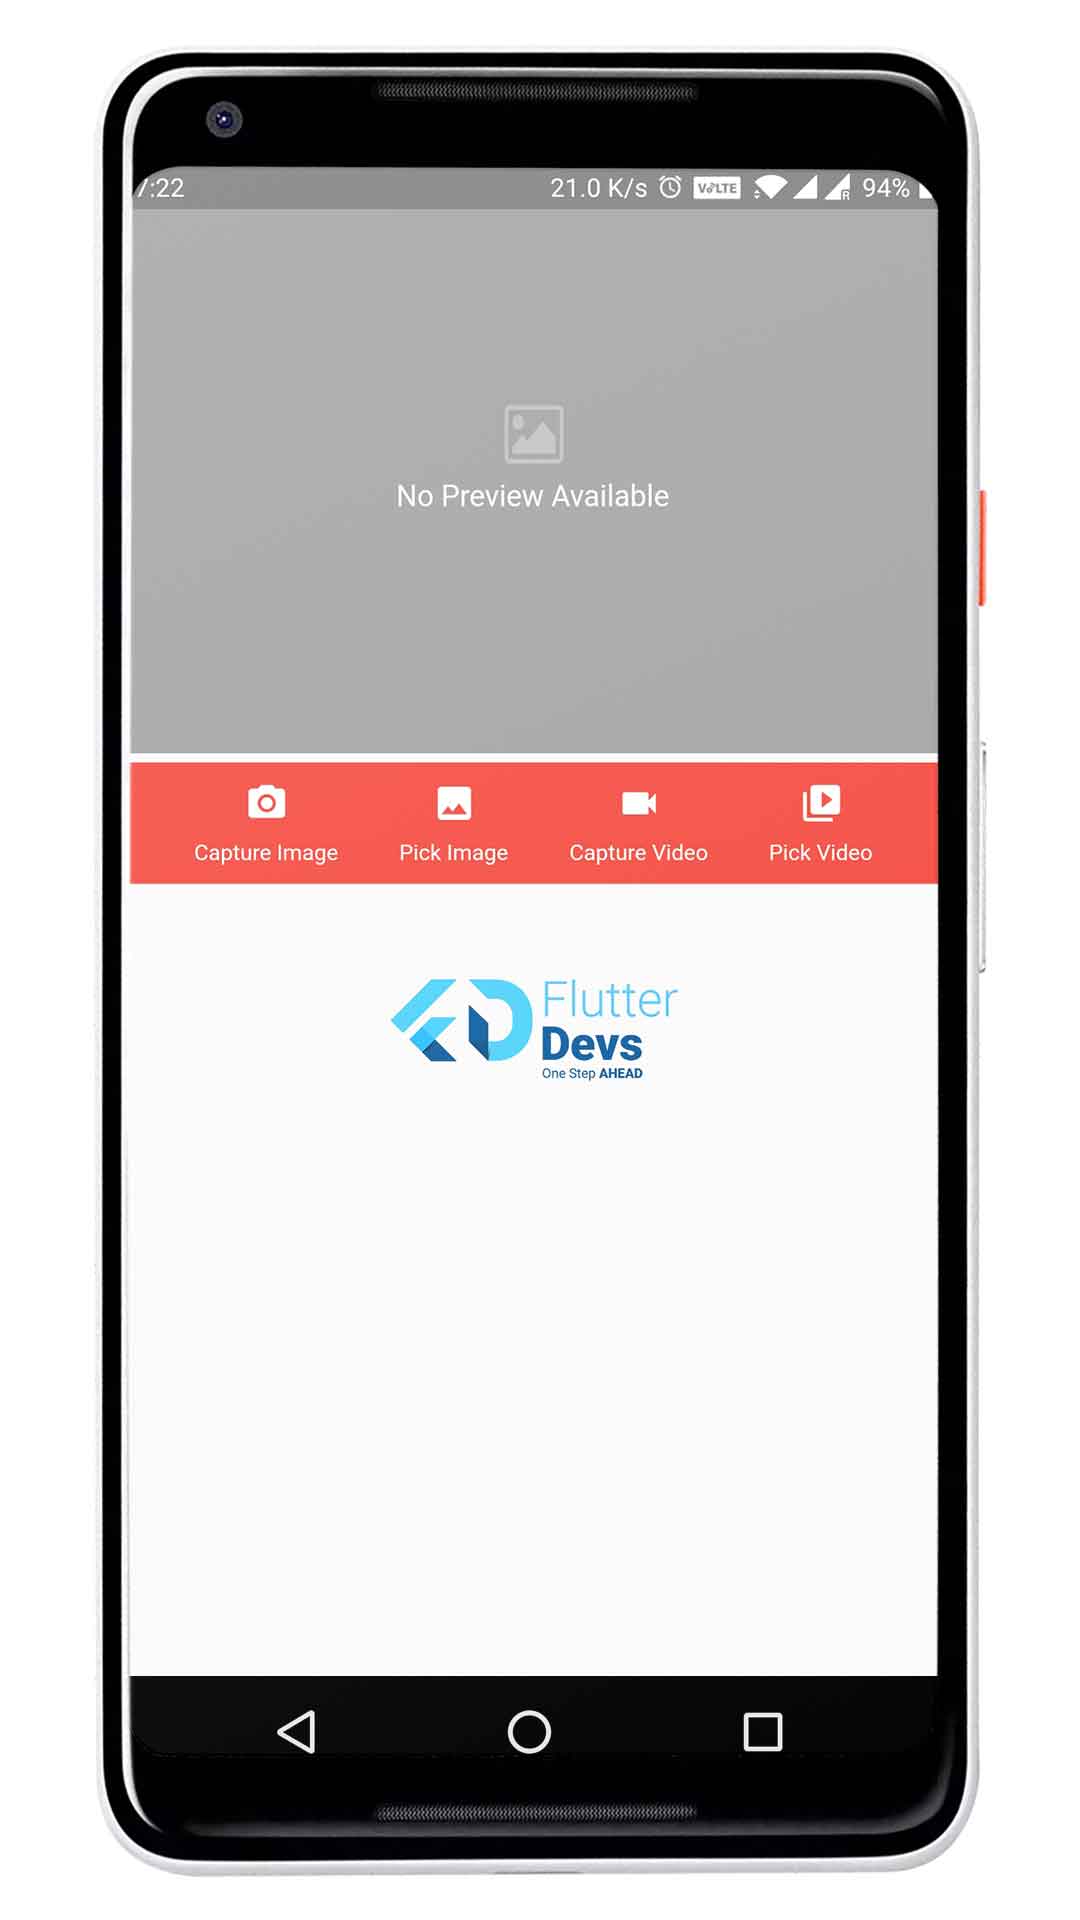 7:22 21.0 K/s VoLTE R 94%
No Preview Available
Capture Image Pick Image Capture Video Pick Video
Flutter
Devs
One Step AHEAD